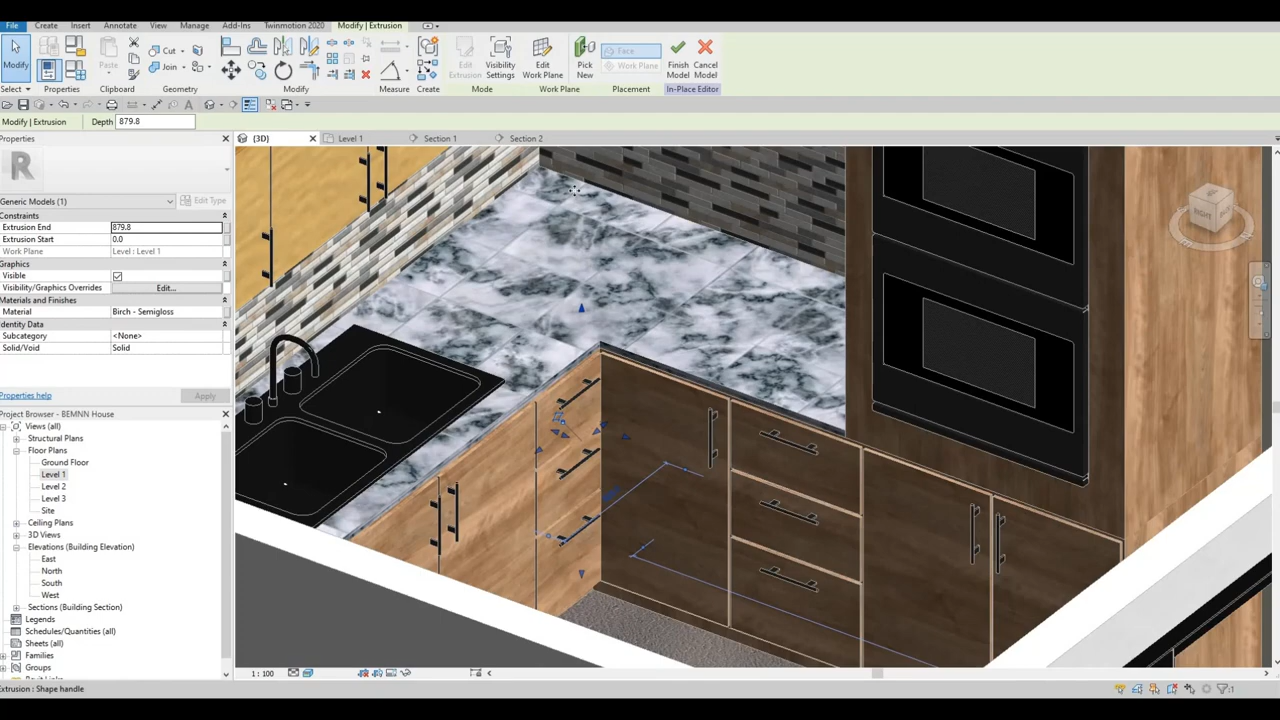 File Create Insert Annotate View Manage Add-Ins Twinmotion 2020 Modify | Extrusion
Cut
Join
Modify
Paste
Edit Extrusion
Visibility Settings
Edit Work Plane
Pick New
Face
Work Plane
Finish Model
Cancel Model
Select Properties Clipboard Geometry Modify Measure Create Mode Work Plane Placement In-Place Editor
Modify | Extrusion Depth 879.8
Properties
{3D} Level 1 Section 1 Section 2
R
Generic Models (1) Edit Type
Constraints
Extrusion End 879.8
Extrusion Start 0.0
Work Plane Level : Level 1
Graphics
Visible
Visibility/Graphics Overrides Edit...
Materials and Finishes
Material Birch - Semigloss
Identity Data
Subcategory <None>
Solid/Void Solid
Properties help Apply
Project Browser - BEMNN House
Views (all)
Structural Plans
Floor Plans
Ground Floor
Level 1
Level 2
Level 3
Site
Ceiling Plans
3D Views
Elevations (Building Elevation)
East
North
South
West
Sections (Building Section)
Legends
Schedules/Quantities (all)
Sheets (all)
Families
Groups
RIGHT
1 : 100
Extrusion : Shape handle
:1